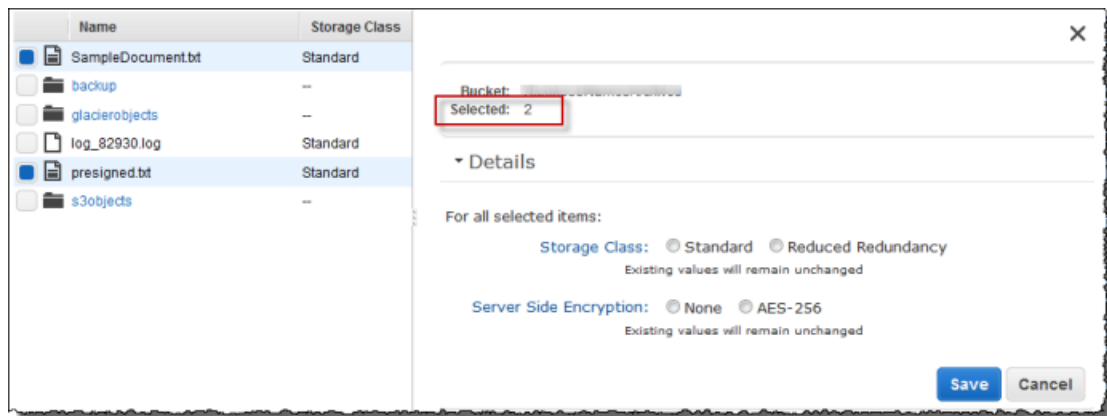 Name Storage Class
SampleDocument.txt Standard
backup --
glacierobjects --
log_82930.log Standard
presigned.txt Standard
s3objects --
Bucket:
Selected: 2
Details
For all selected items:
Storage Class: Standard Reduced Redundancy
Existing values will remain unchanged
Server Side Encryption: None AES-256
Existing values will remain unchanged
Save Cancel